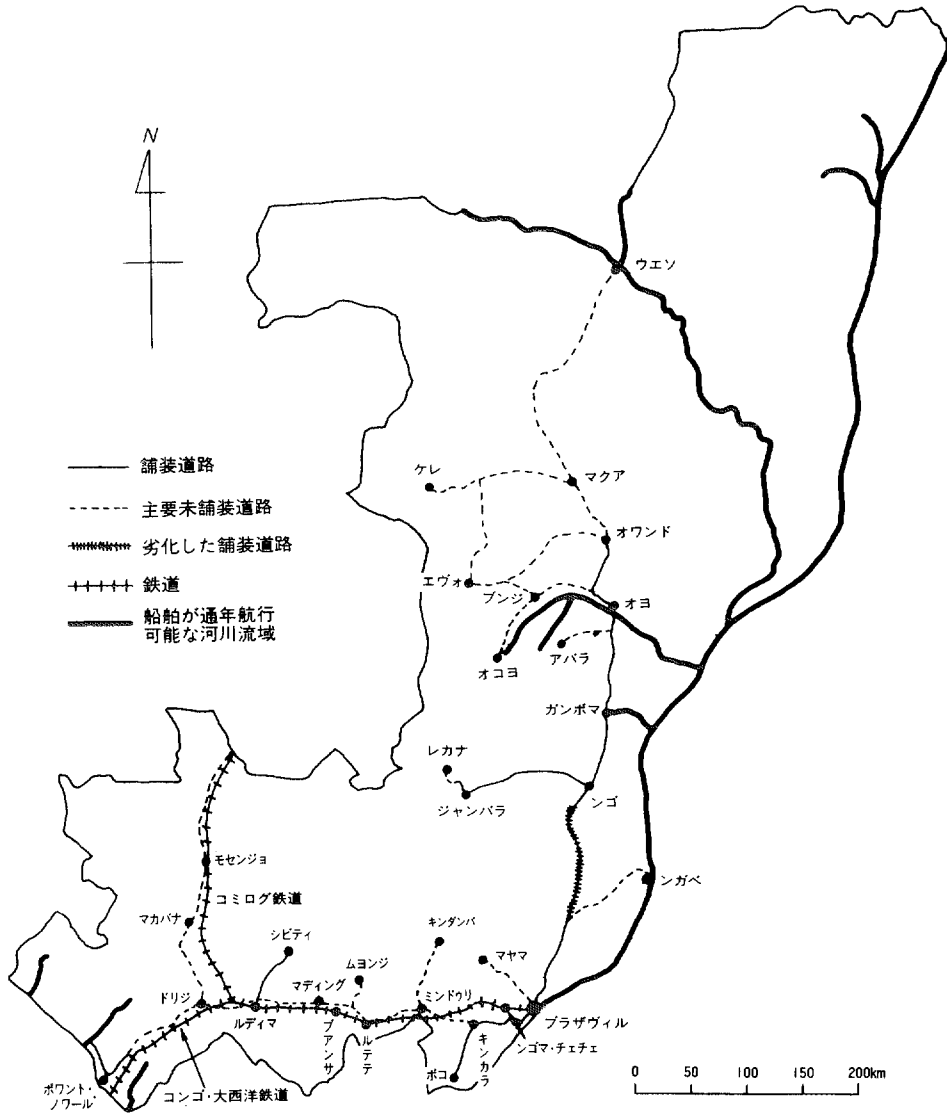 N
ウエソ
舗装道路
主要未舗装道路
劣化した舗装道路
鉄道
船舶が通年航行
可能な河川流域
ケレ
マクア
オワンド
エヴォ
ブンジ
オヨ
オコヨ
アバラ
ガンボマ
レカナ
ジャンバラ
ンゴ
モセンジョ
ンガベ
コミログ鉄道
マカバナ
シビティ
キンダンバ
マヤマ
ムヨンジ
マディング
ドリジ
ルディマ
ブアンサ
ルテテ
ミンドゥリ
ブラザヴィル
キンカラ
ンゴマ・チェチェ
ボコ
ポワント・
ノワール
コンゴ・大西洋鉄道
0 50 100 150 200km